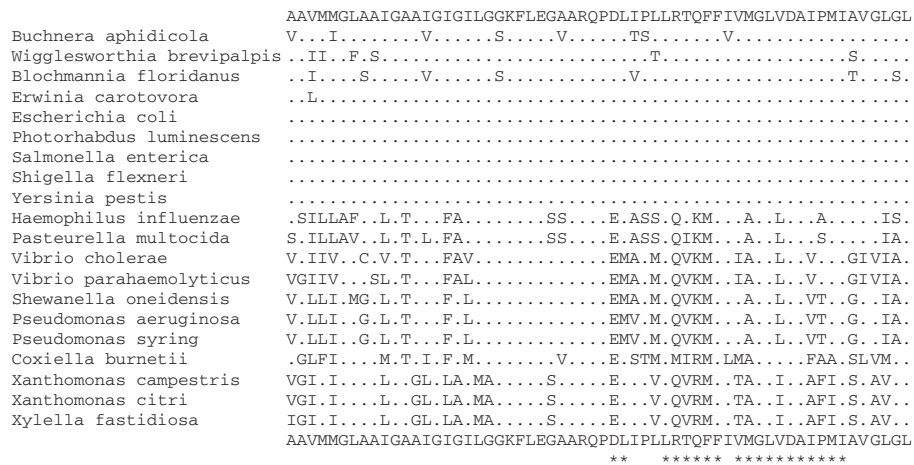 AAVMMGLAAIGAAIGIGILGGKFLEGAARQPDLIPLLRTQFFIVMGLVDAIPMIAVGLGL
Buchnera aphidicola V...I........V......S.....V......TS.......V.................
Wigglesworthia brevipalpis ..II..F.S..........................T..................S.....
Blochmannia floridanus ..I....S.....V......S............V....................T...S.
Erwinia carotovora ..L.........................................................
Escherichia coli ............................................................
Photorhabdus luminescens ............................................................
Salmonella enterica ............................................................
Shigella flexneri ............................................................
Yersinia pestis ............................................................
Haemophilus influenzae .SILLAF..L.T...FA........SS....E.ASS.Q.KM...A..L...A.....IS.
Pasteurella multocida S.ILLAV..L.T.L.FA........SS....E.ASS.QIKM...A..L...S.....IA.
Vibrio cholerae V.IIV..C.V.T...FAV.............EMA.M.QVKM..IA..L..V...GIVIA.
Vibrio parahaemolyticus VGIIV...SL.T...FAL.............EMA.M.QVKM..IA..L..V...GIVIA.
Shewanella oneidensis V.LLI.MG.L.T...F.L.............EMA.M.QVKM..IA..L..VT..G..IA.
Pseudomonas aeruginosa V.LLI..G.L.T...F.L.............EMV.M.QVKM...A..L..VT..G..IA.
Pseudomonas syring V.LLI..G.L.T...F.L.............EMV.M.QVKM...A..L..VT..G..IA.
Coxiella burnetii .GLFI....M.T.I.F.M........V....E.STM.MIRM.LMA.....FAA.SLVM..
Xanthomonas campestris VGI.I....L..GL.LA.MA.....S.....E...V.QVRM..TA..I..AFI.S.AV..
Xanthomonas citri VGI.I....L..GL.LA.MA.....S.....E...V.QVRM..TA..I..AFI.S.AV..
Xylella fastidiosa IGI.I....L..GL.LA.MA.....S.....E...V.QVRM..TA..I..AFI.S.AV..
AAVMMGLAAIGAAIGIGILGGKFLEGAARQPDLIPLLRTQFFIVMGLVDAIPMIAVGLGL
** ****** ***********